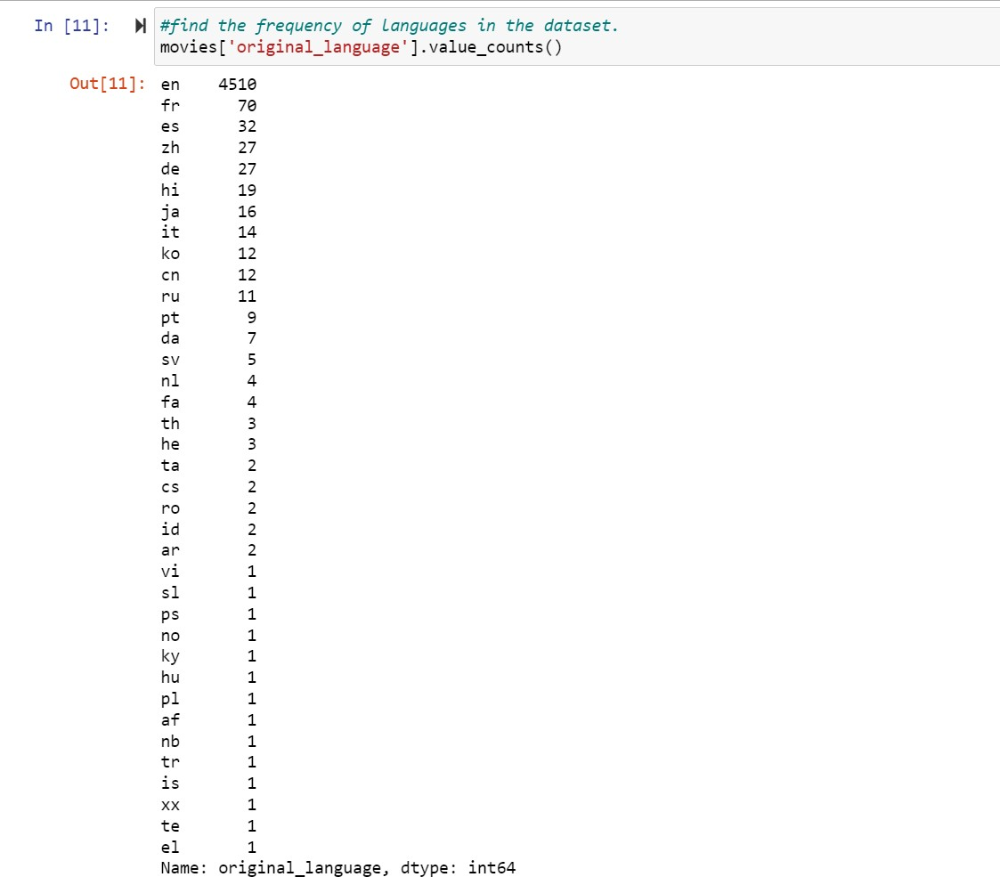 In [11]: #find the frequency of languages in the dataset.
movies['original_language'].value_counts()
Out[11]: en 4510
fr 70
es 32
zh 27
de 27
hi 19
ja 16
it 14
ko 12
cn 12
ru 11
pt 9
da 7
sv 5
nl 4
fa 4
th 3
he 3
ta 2
cs 2
ro 2
id 2
ar 2
vi 1
sl 1
ps 1
no 1
ky 1
hu 1
pl 1
af 1
nb 1
tr 1
is 1
xx 1
te 1
el 1
Name: original_language, dtype: int64